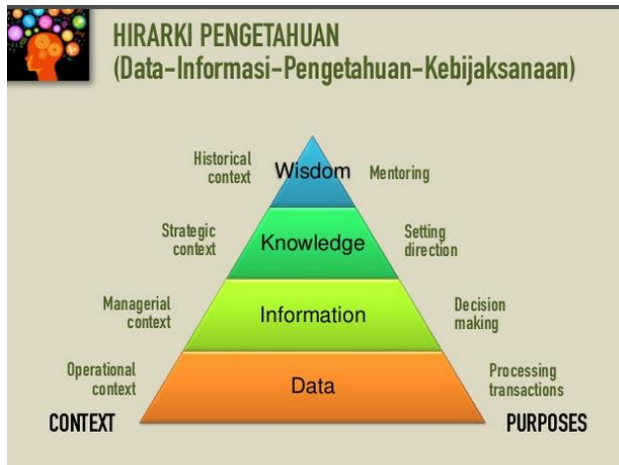 HIRARKI PENGETAHUAN
(Data-Informasi-Pengetahuan-Kebijaksanaan)
Historical
context
Wisdom
Mentoring
Strategic
context
Knowledge
Setting
direction
Managerial
context
Information
Decision
making
Operational
context
Data
Processing
transactions
CONTEXT
PURPOSES